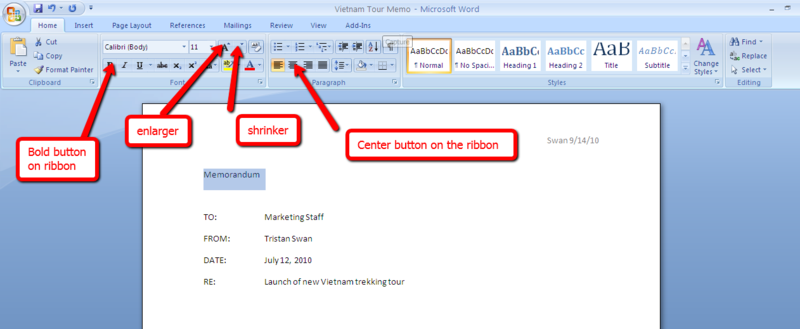 Vietnam Tour Memo - Microsoft Word
Home Insert Page Layout References Mailings Review View Add-Ins
Cut
Copy
Format Painter
Paste
Clipboard
Calibri (Body) 11
B I U abc x₂ x² Aa
Font
Paragraph
AaBbCcDc AaBbCcDc AaBbC AaBbCc AaB AaBbCc.
¶ Normal ¶ No Spaci... Heading 1 Heading 2 Title Subtitle
Change
Styles
Styles
Find
Replace
Select
Editing
Bold button
on ribbon
enlarger
shrinker
Center button on the ribbon
Swan 9/14/10
Memorandum
TO: Marketing Staff
FROM: Tristan Swan
DATE: July 12, 2010
RE: Launch of new Vietnam trekking tour